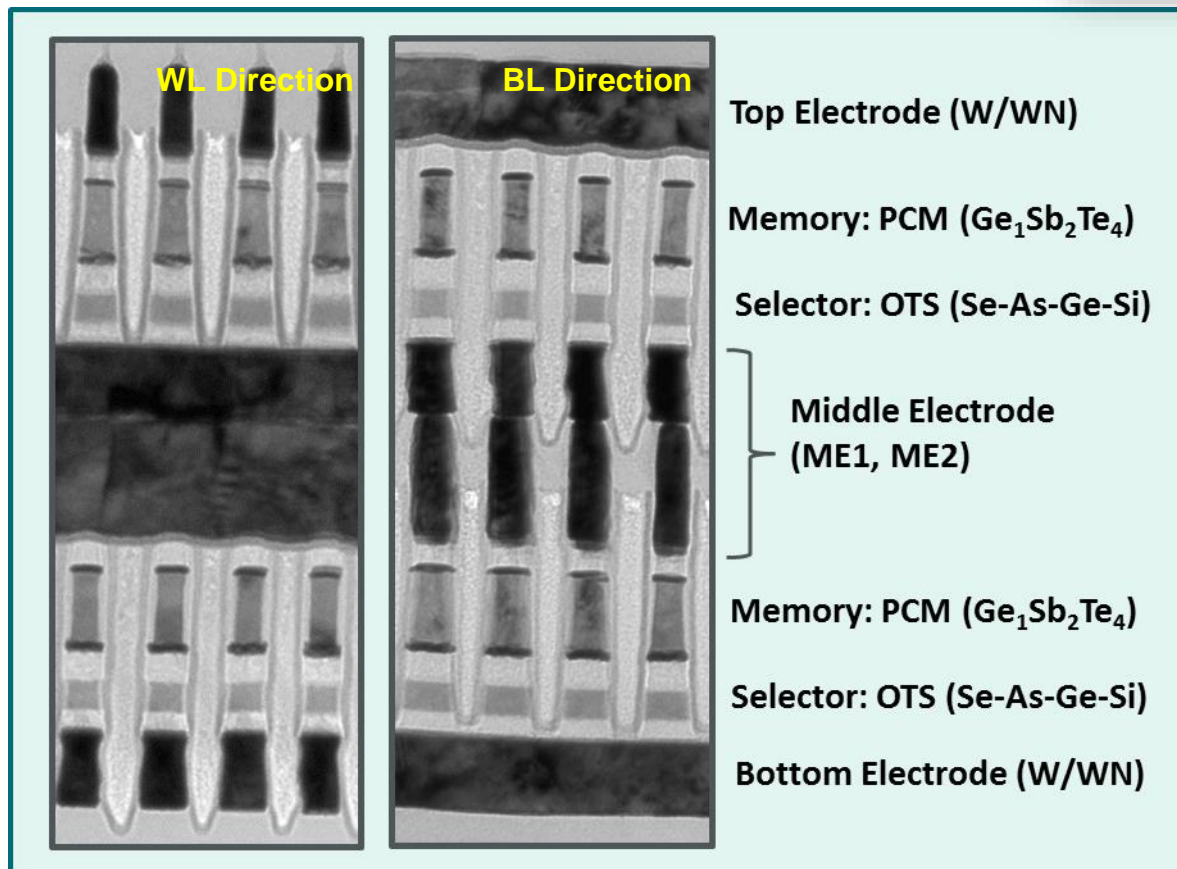 WL Direction
BL Direction
Top Electrode (W/WN)
Memory: PCM (Ge₁Sb₂Te₄)
Selector: OTS (Se-As-Ge-Si)
Middle Electrode
(ME1, ME2)
Memory: PCM (Ge₁Sb₂Te₄)
Selector: OTS (Se-As-Ge-Si)
Bottom Electrode (W/WN)